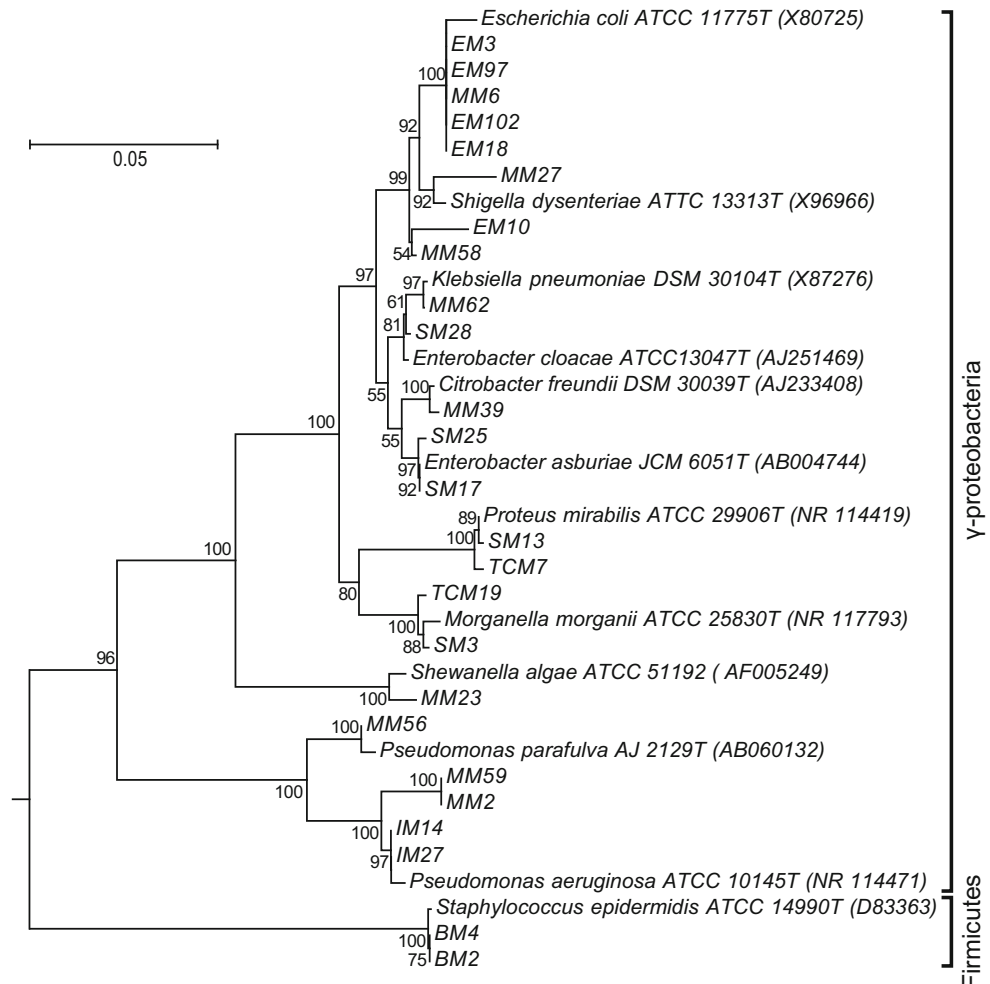 Escherichia coli ATCC 11775T (X80725)
EM3
EM97
100
MM6
92
EM102
EM18
0.05
99
MM27
92
Shigella dysenteriae ATTC 13313T (X96966)
EM10
54
MM58
97
97
Klebsiella pneumoniae DSM 30104T (X87276)
61
MM62
81
SM28
Enterobacter cloacae ATCC13047T (AJ251469)
55
100
Citrobacter freundii DSM 30039T (AJ233408)
MM39
100
55
SM25
97
Enterobacter asburiae JCM 6051T (AB004744)
92
SM17
89
Proteus mirabilis ATCC 29906T (NR 114419)
100
SM13
TCM7
100
80
TCM19
100
Morganella morganii ATCC 25830T (NR 117793)
88
SM3
96
Shewanella algae ATCC 51192 ( AF005249)
100
MM23
100
MM56
Pseudomonas parafulva AJ 2129T (AB060132)
100
100
MM59
MM2
100
IM14
97
IM27
Pseudomonas aeruginosa ATCC 10145T (NR 114471)
Staphylococcus epidermidis ATCC 14990T (D83363)
100
BM4
75
BM2
γ-proteobacteria
Firmicutes